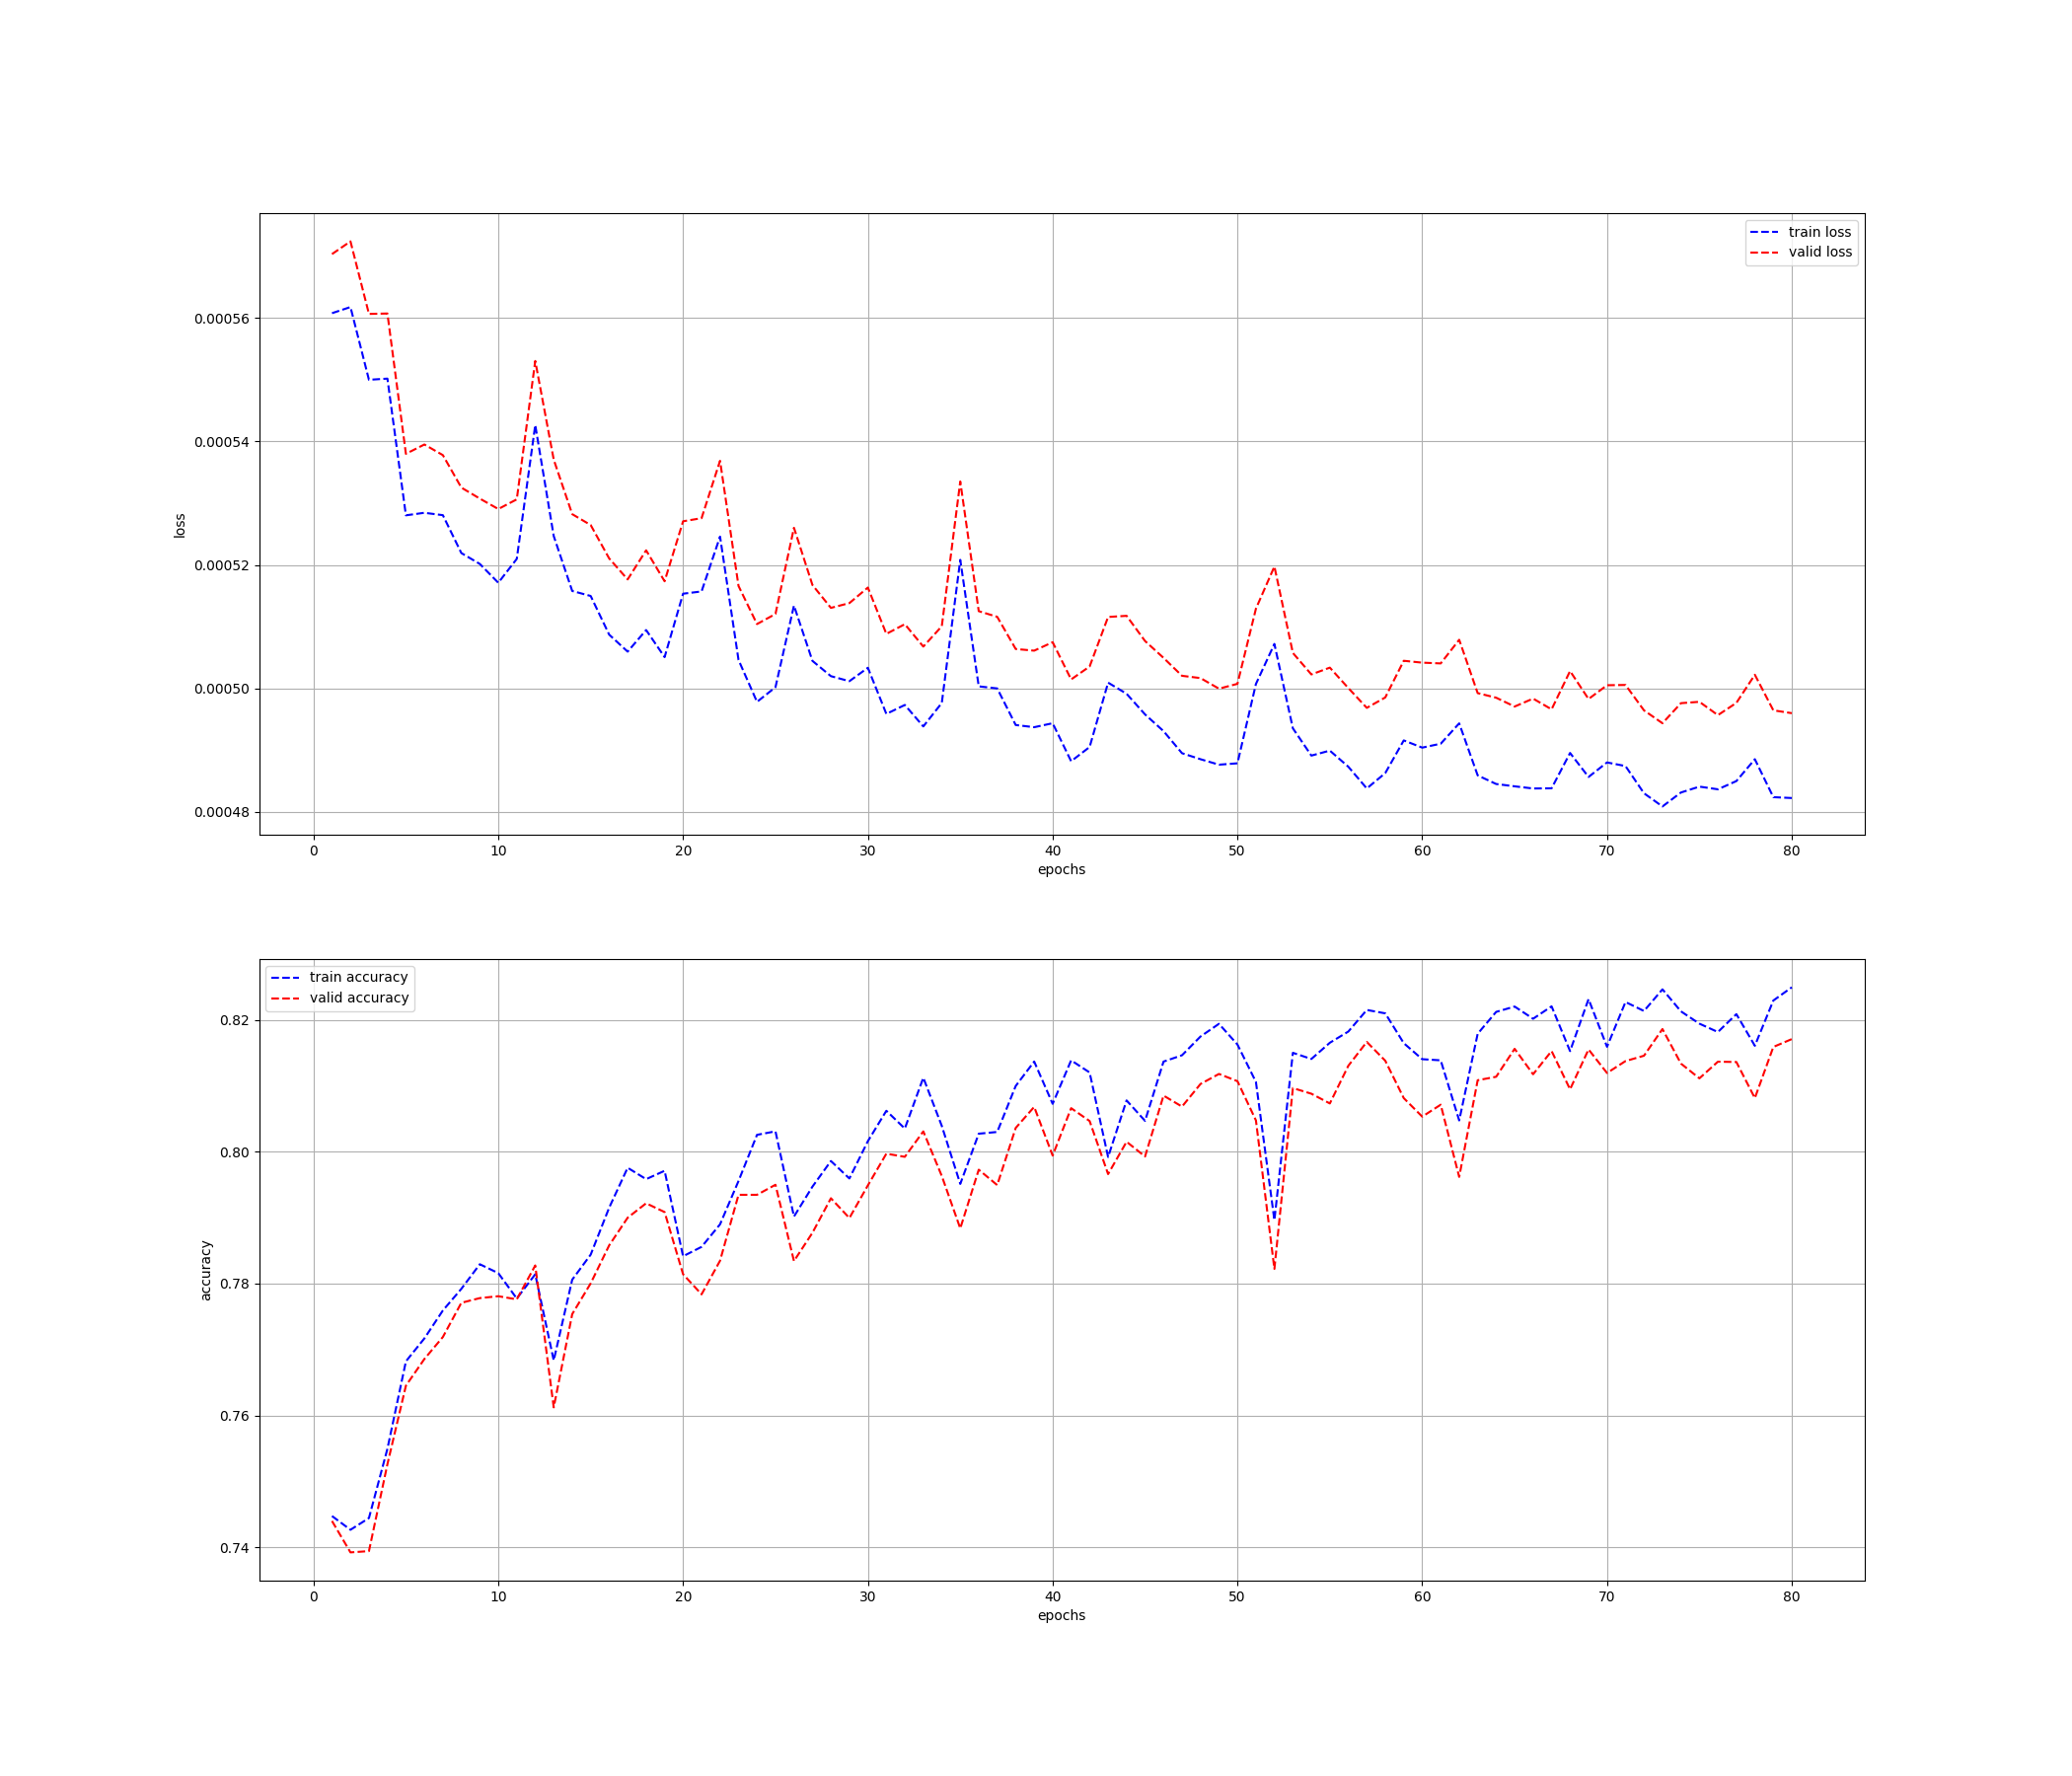 train loss
valid loss
0.00056
0.00054
0.00052
0.00050
0.00048
loss
0 10 20 30 40 50 60 70 80
epochs
train accuracy
valid accuracy
0.82
0.80
0.78
0.76
0.74
accuracy
0 10 20 30 40 50 60 70 80
epochs